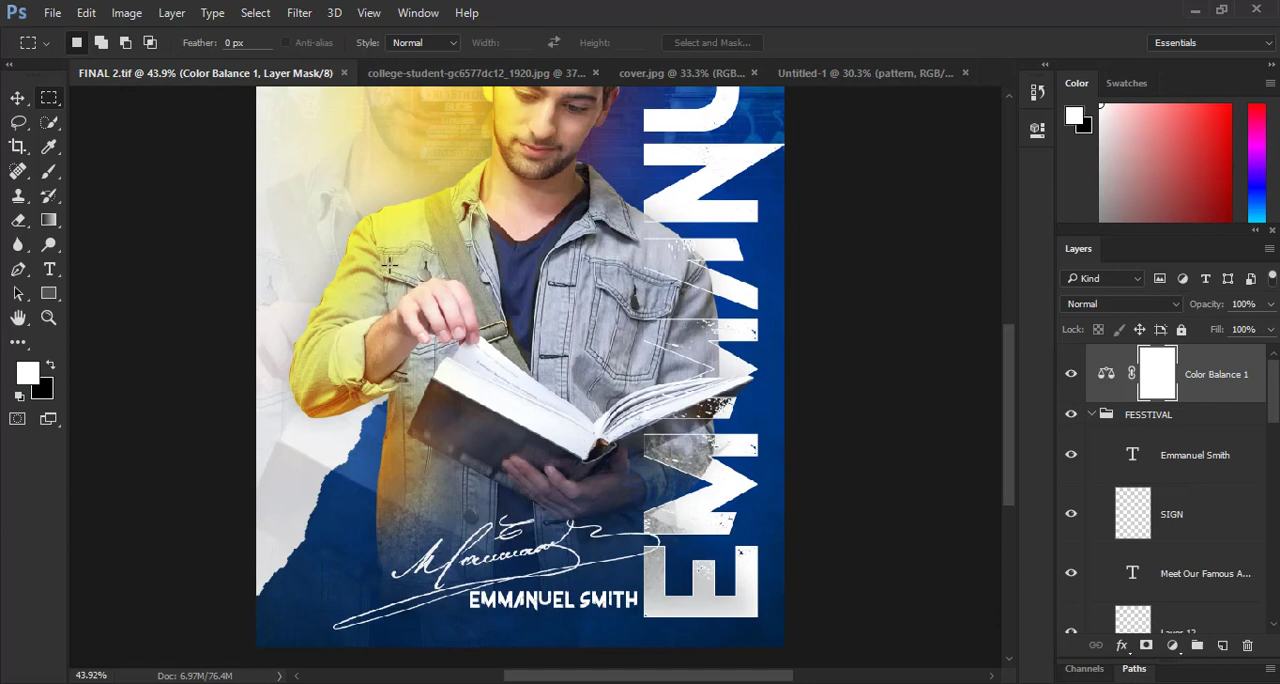 Ps File Edit Image Layer Type Select Filter 3D View Window Help
Feather: 0 px Anti-alias Style: Normal Width: Height: Select and Mask... Essentials
FINAL 2.tif @ 43.9% (Color Balance 1, Layer Mask/8) × college-student-gc6577dc12_1920.jpg @ 37... × cover.jpg @ 33.3% (RGB... × Untitled-1 @ 30.3% (pattern, RGB/... ×
Color Swatches
Layers
Kind
Normal Opacity: 100%
Lock: Fill: 100%
Color Balance 1
FESSTIVAL
T Emmanuel Smith
SIGN
T Meet Our Famous A...
Layer 12
fx
Channels Paths
EMMANU
EMMANUEL SMITH
43.92% Doc: 6.97M/76.4M